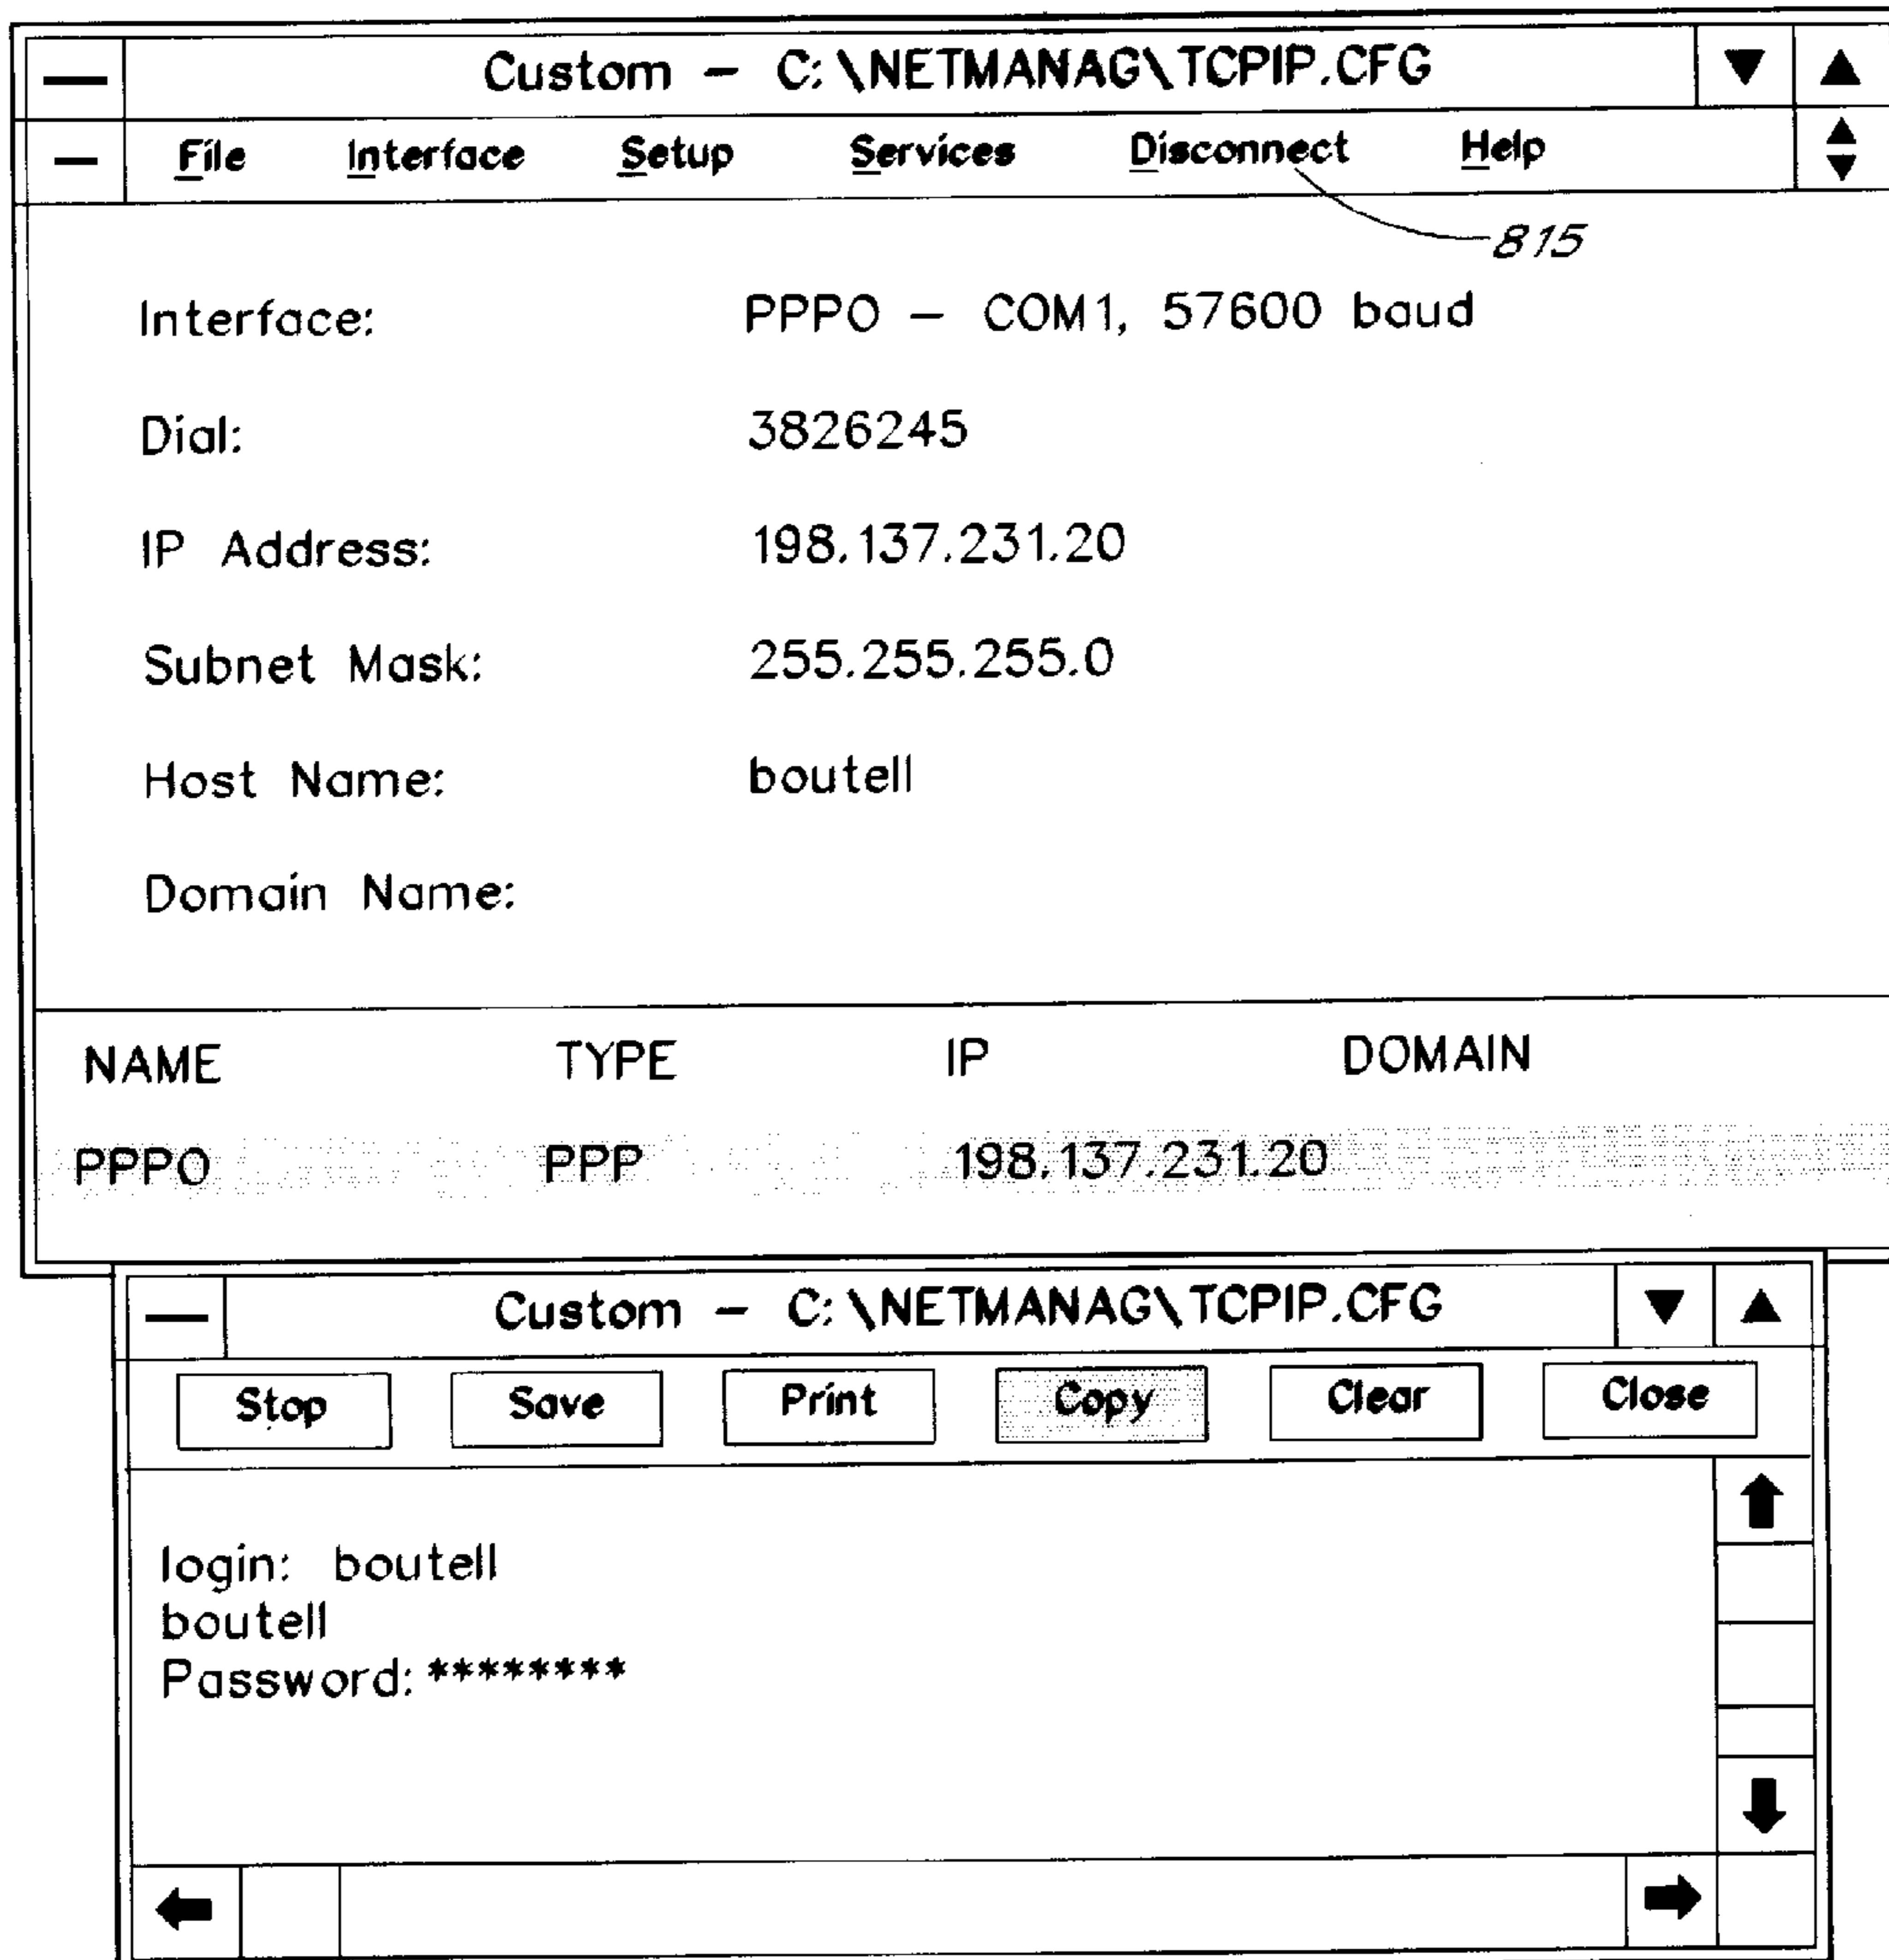 Custom – C:\NETMANAG\TCPIP.CFG
File Interface Setup Services Disconnect Help
815
Interface: PPP0 – COM1, 57600 baud
Dial: 3826245
IP Address: 198.137.231.20
Subnet Mask: 255.255.255.0
Host Name: boutell
Domain Name:
NAME TYPE IP DOMAIN
PPP0 PPP 198.137.231.20
Custom – C:\NETMANAG\TCPIP.CFG
Stop Save Print Copy Clear Close
login: boutell
boutell
Password: ********